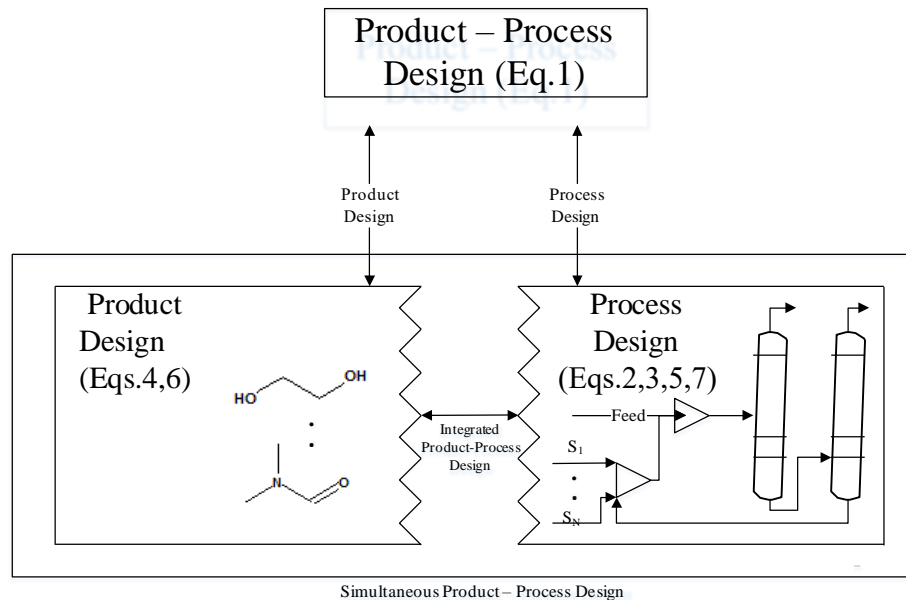 Product – Process
Design (Eq.1)
Product
Design
Process
Design
Product
Design
(Eqs.4,6)
HO
OH
N
O
Integrated
Product-Process
Design
Process
Design
(Eqs.2,3,5,7)
Feed
S1
SN
Simultaneous Product – Process Design